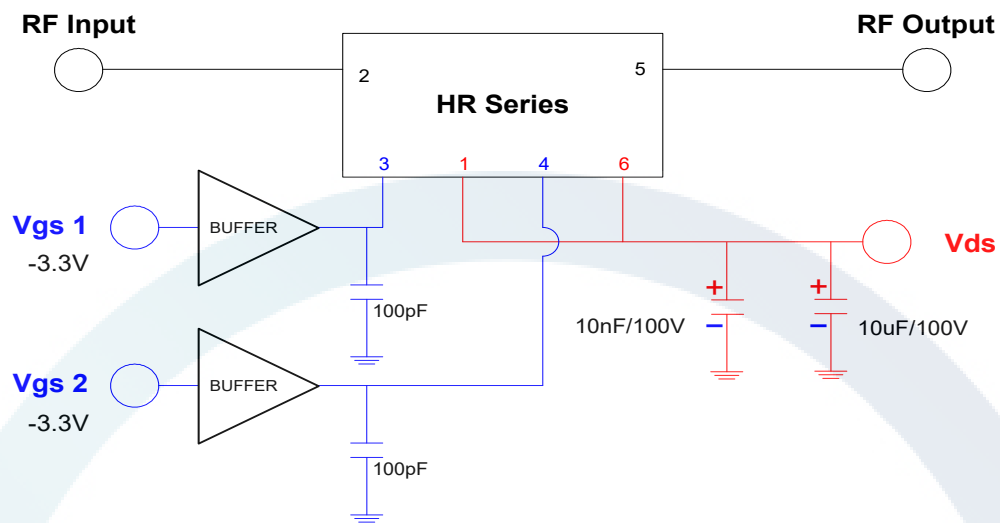 RF Input
RF Output
2
5
HR Series
3
1
4
6
Vgs 1
-3.3V
BUFFER
100pF
Vds
+
−
10nF/100V
+
−
10uF/100V
Vgs 2
-3.3V
BUFFER
100pF